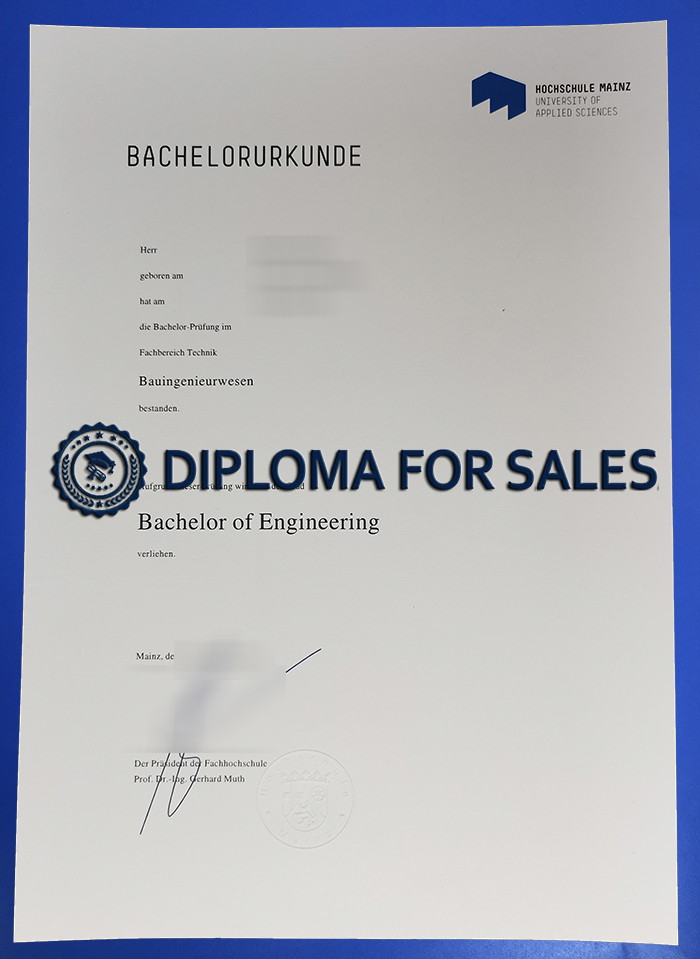 HOCHSCHULE MAINZ
UNIVERSITY OF
APPLIED SCIENCES
BACHELORURKUNDE
Herr
geboren am
hat am
die Bachelor-Prüfung im
Fachbereich Technik
Bauingenieurwesen
bestanden.
DIPLOMA FOR SALES
Bachelor of Engineering
verliehen.
Mainz, de
Der Präsident der Fachhochschule
Prof. Dr.-Ing. Gerhard Muth